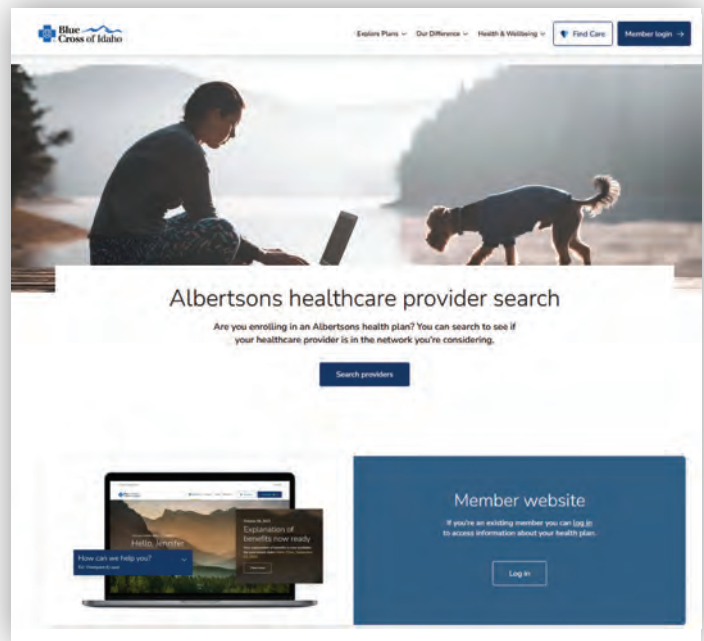 Blue
Cross of Idaho
Explore Plans
Our Difference
Health & Wellbeing
Find Care
Member login →
Albertsons healthcare provider search
Are you enrolling in an Albertsons health plan? You can search to see if
your healthcare provider is in the network you're considering.
Search providers
Hello, Jennifer
Explanation of
benefits now ready
How can we help you?
Member website
If you're an existing member you can log in
to access information about your health plan.
Log in